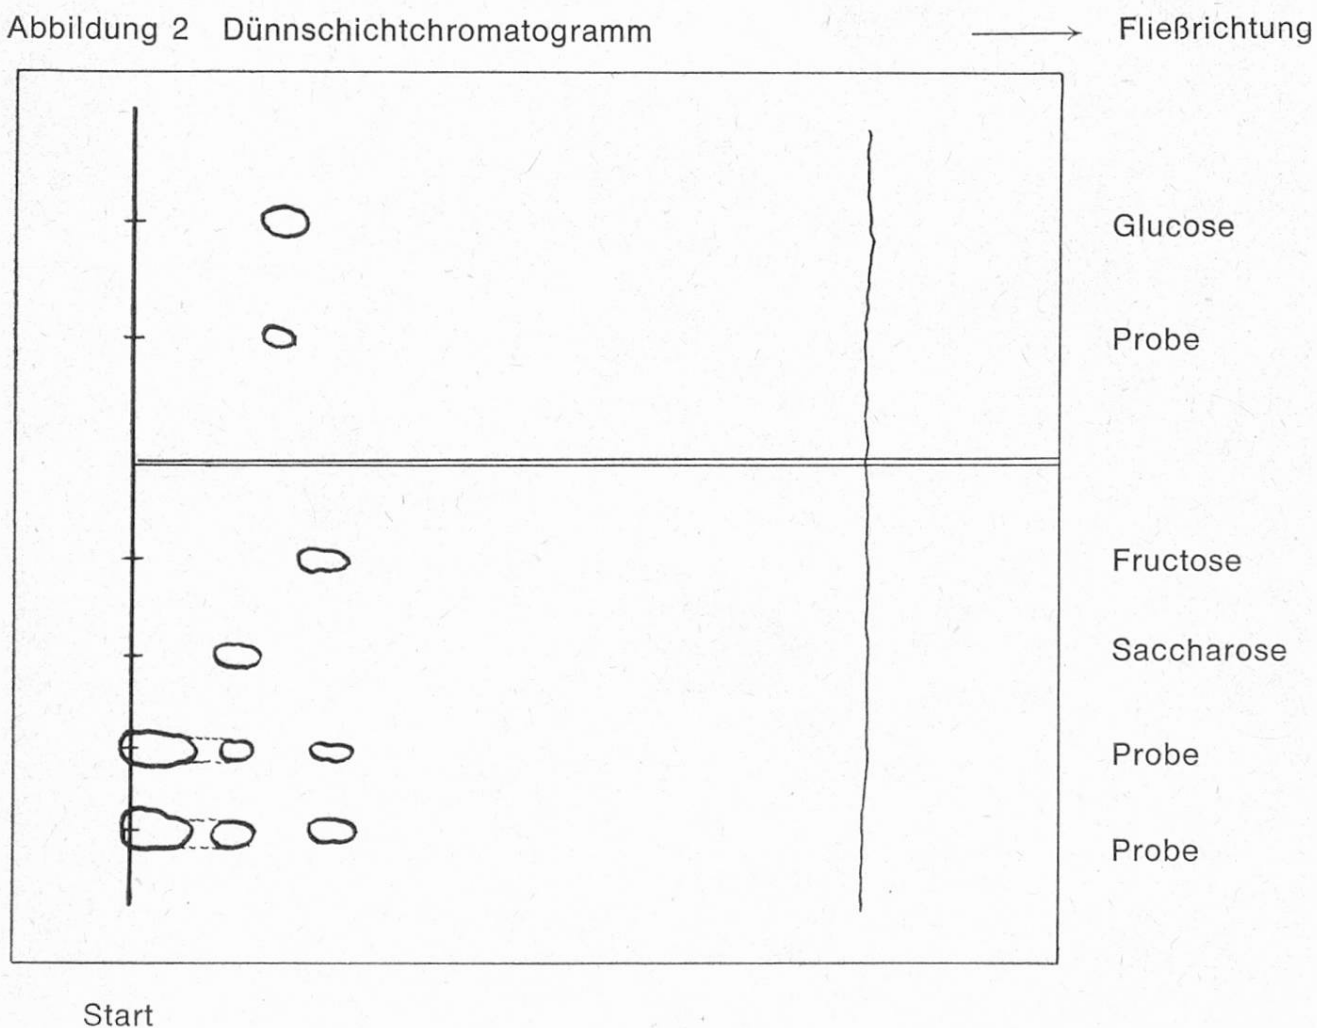 Abbildung 2 Dünnschichtchromatogramm
Fließrichtung
Glucose
Probe
Fructose
Saccharose
Probe
Probe
Start